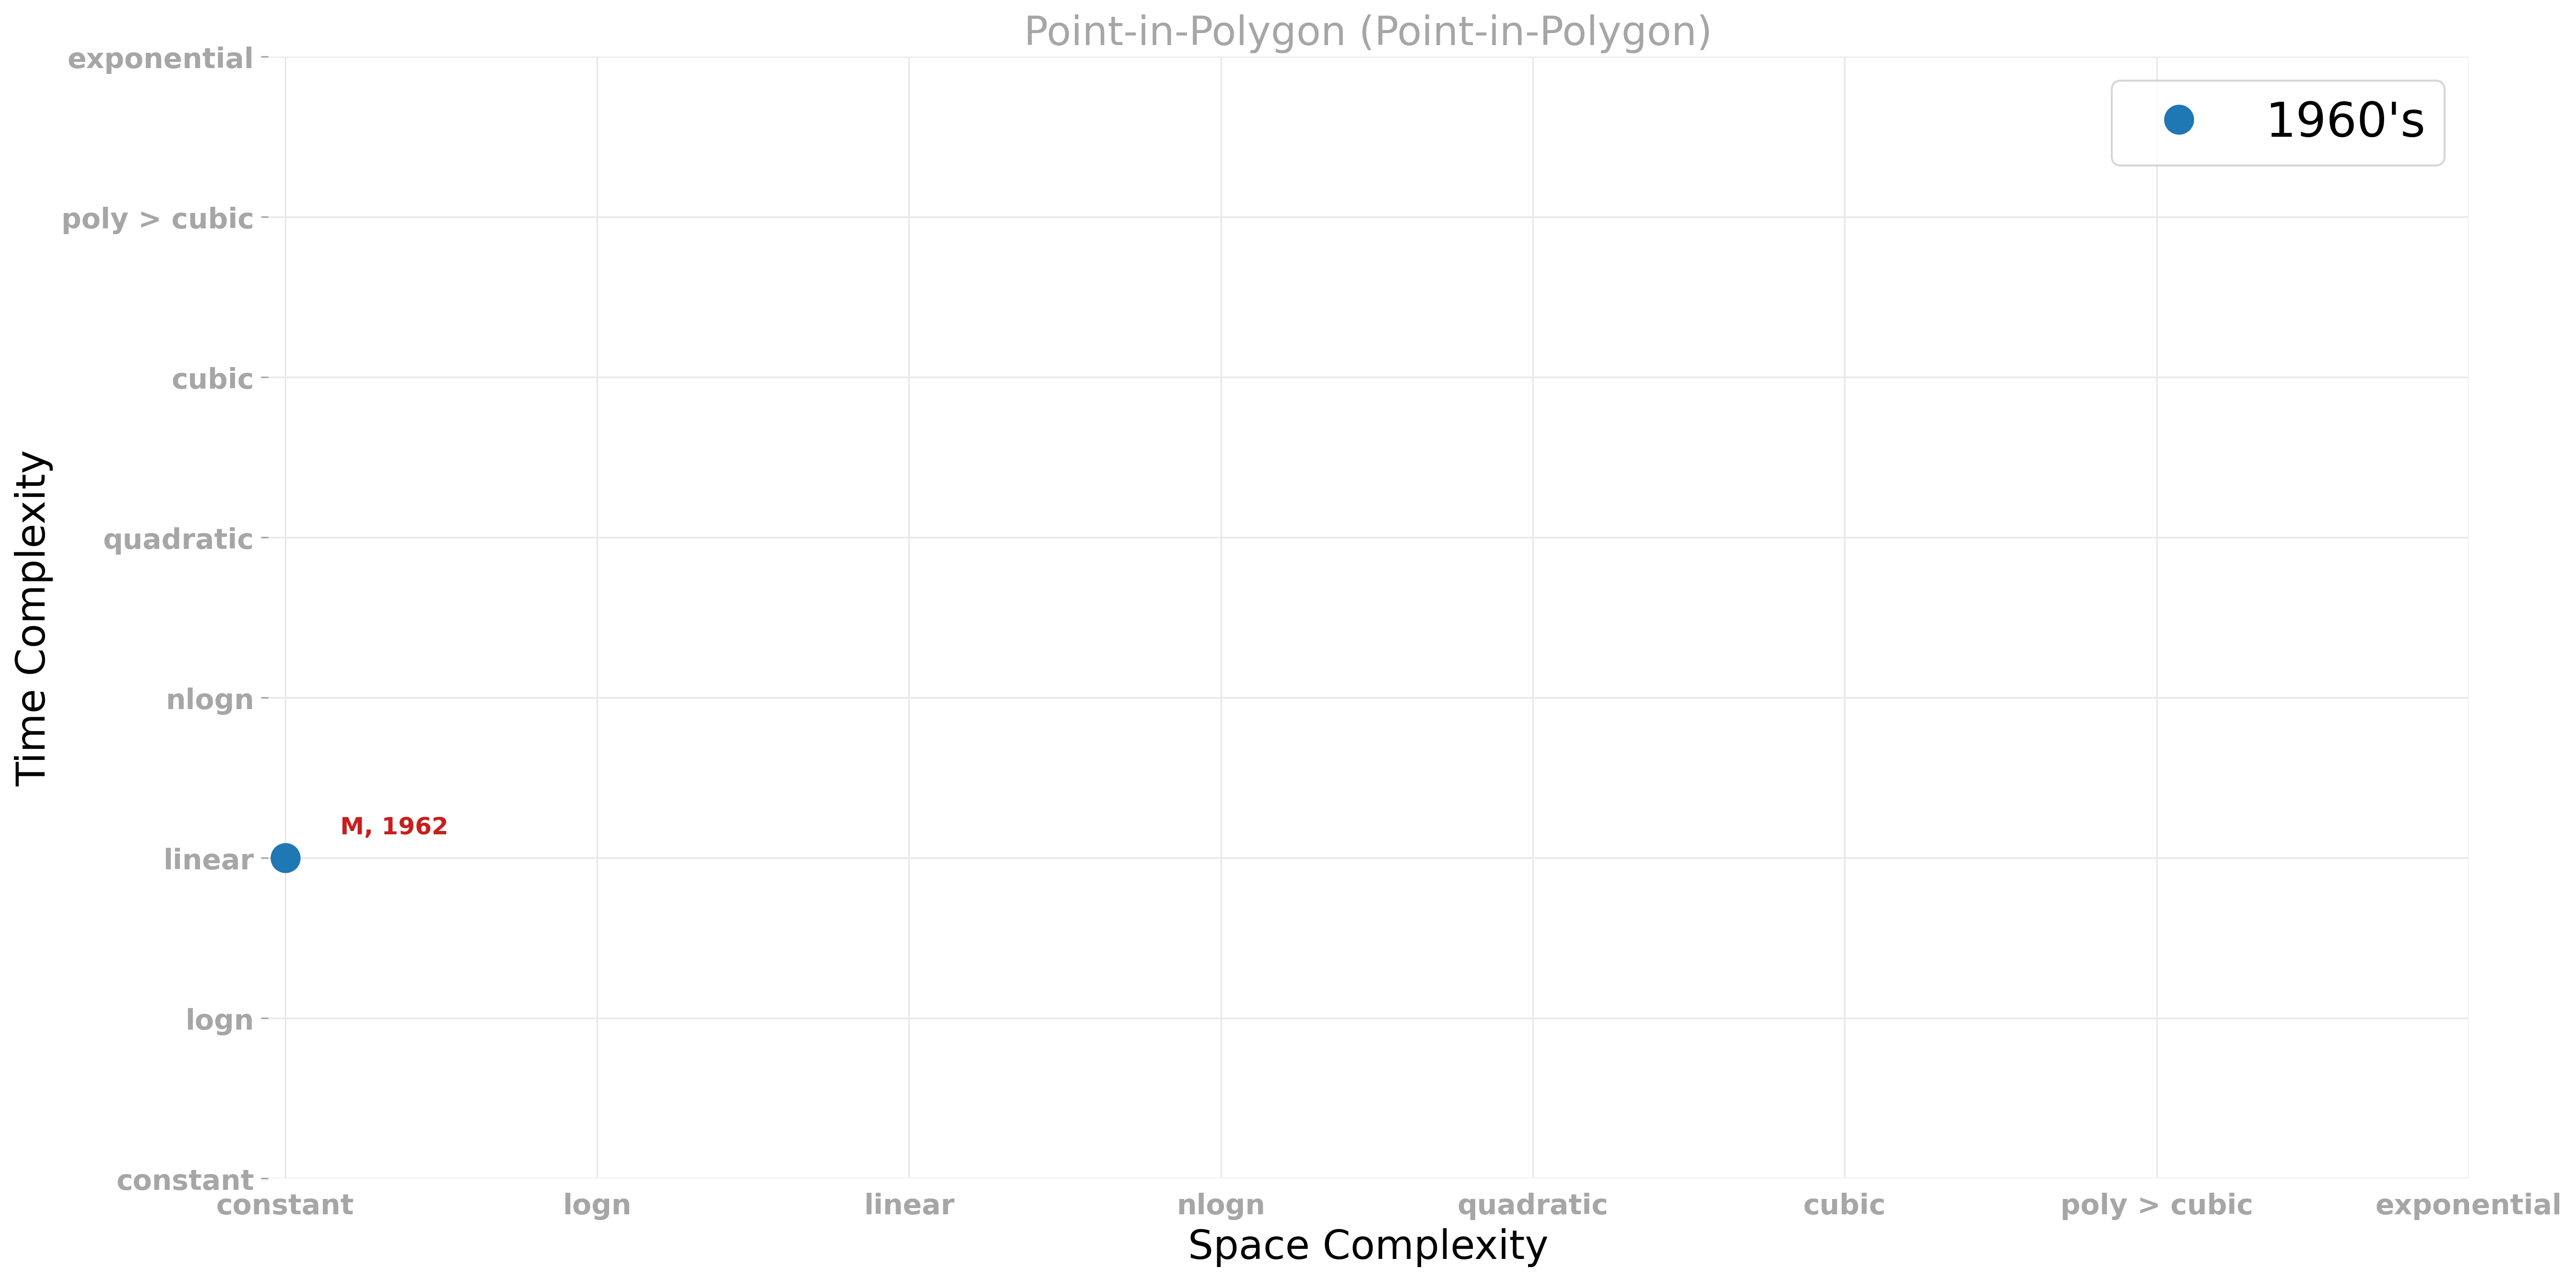 Point-in-Polygon (Point-in-Polygon)
1960's
Time Complexity
exponential
poly > cubic
cubic
quadratic
nlogn
linear
logn
constant
M, 1962
constant
logn
linear
nlogn
quadratic
cubic
poly > cubic
exponential
Space Complexity